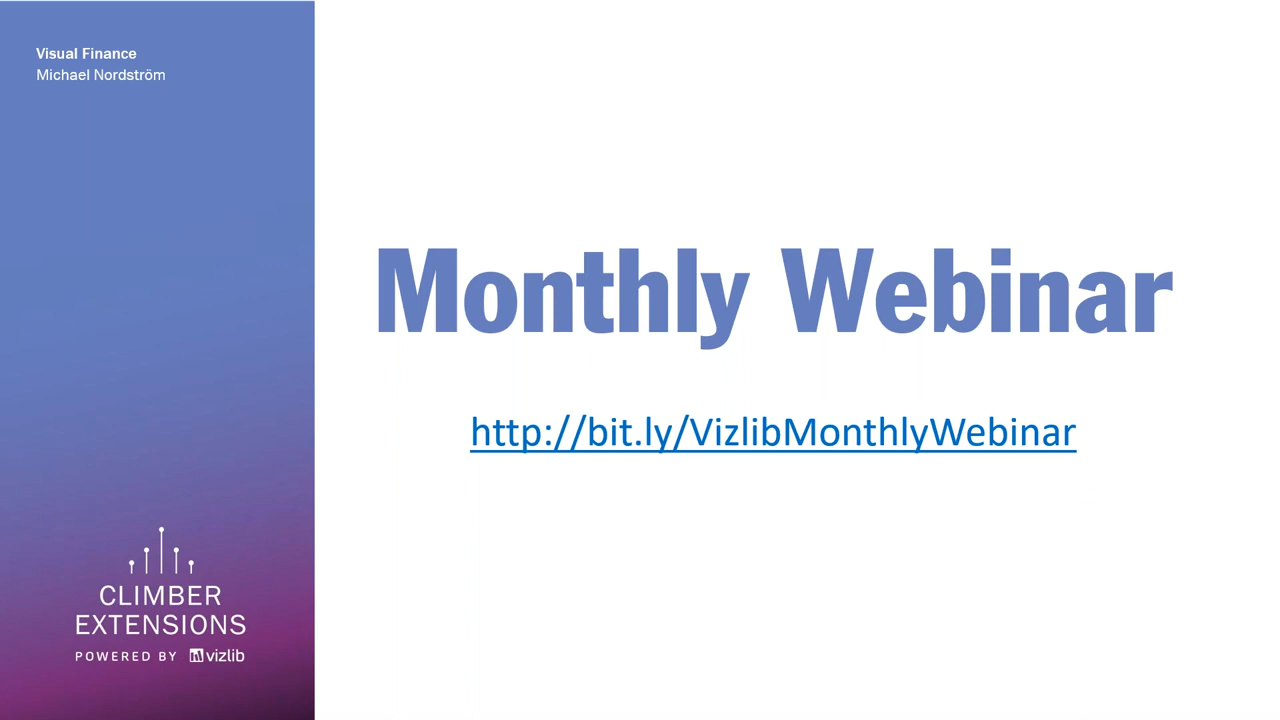 Visual Finance
Michael Nordström
Monthly Webinar
http://bit.ly/VizlibMonthlyWebinar
CLIMBER
EXTENSIONS
POWERED BY vizlib